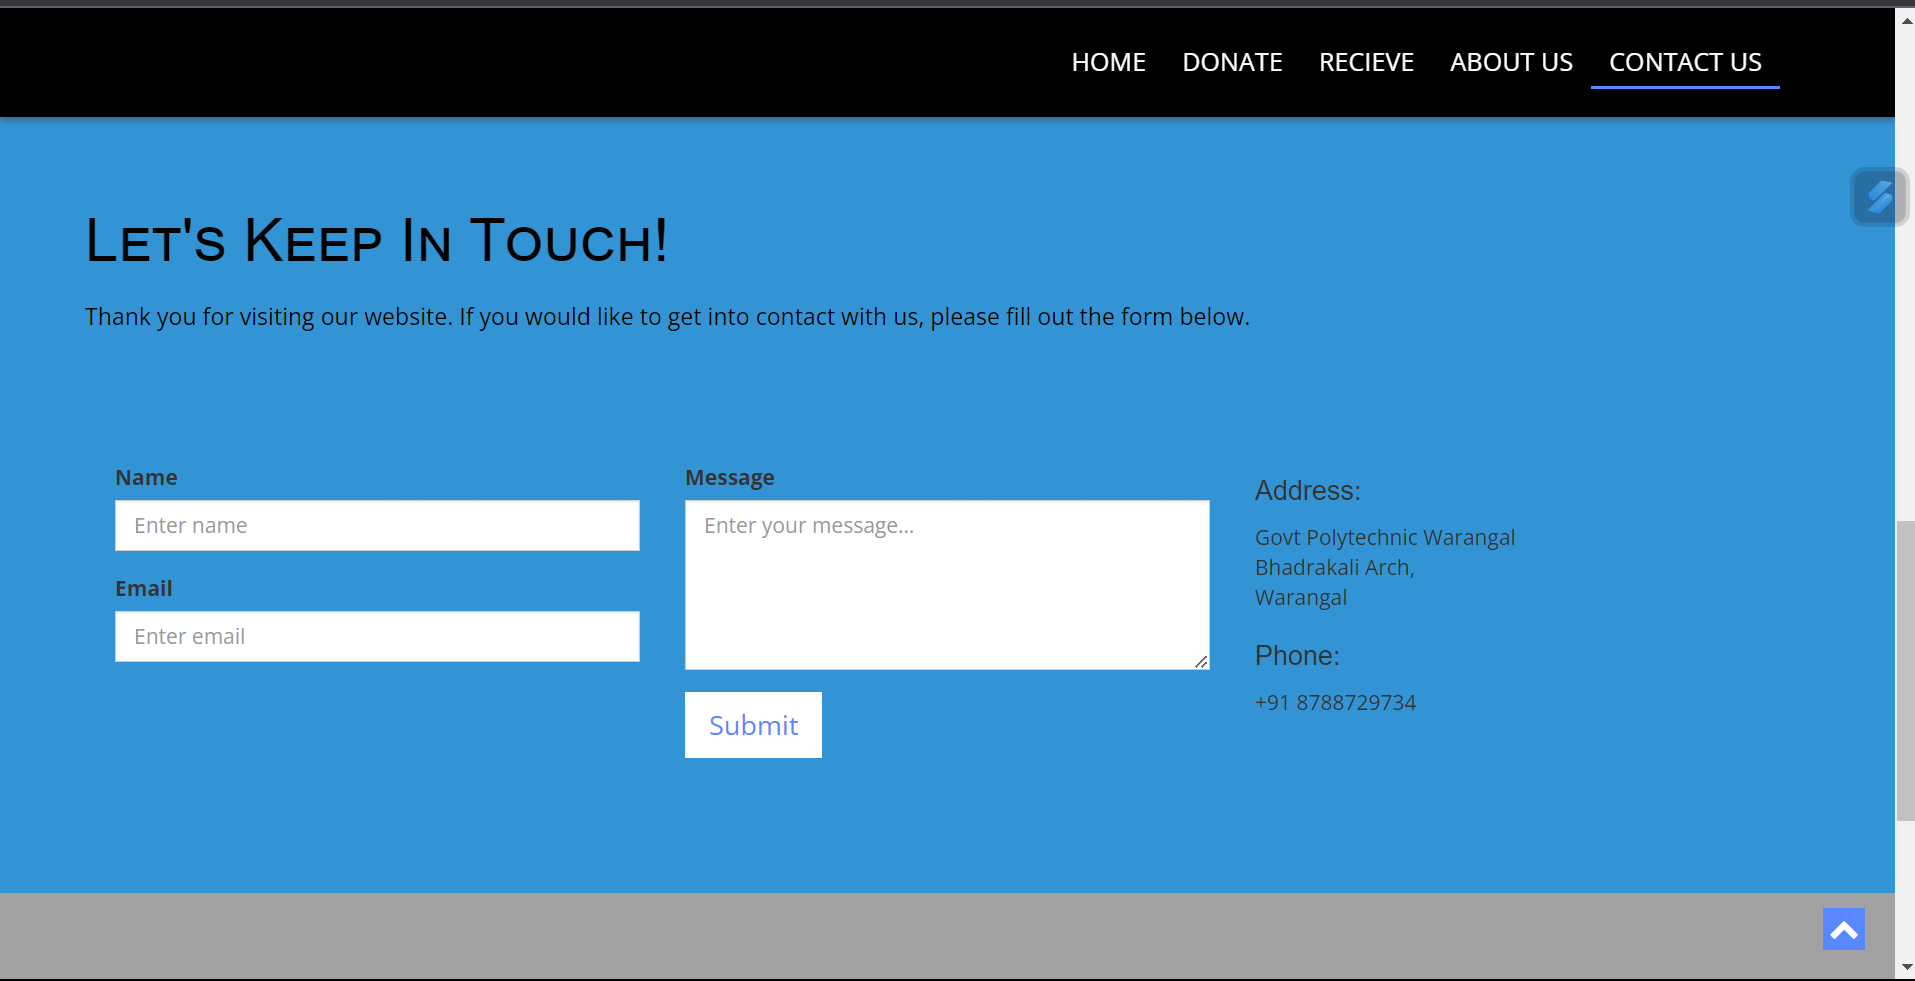 HOME DONATE RECIEVE ABOUT US CONTACT US
Let's Keep In Touch!
Thank you for visiting our website. If you would like to get into contact with us, please fill out the form below.
Name
Enter name
Email
Enter email
Message
Enter your message...
Submit
Address:
Govt Polytechnic Warangal
Bhadrakali Arch,
Warangal
Phone:
+91 8788729734